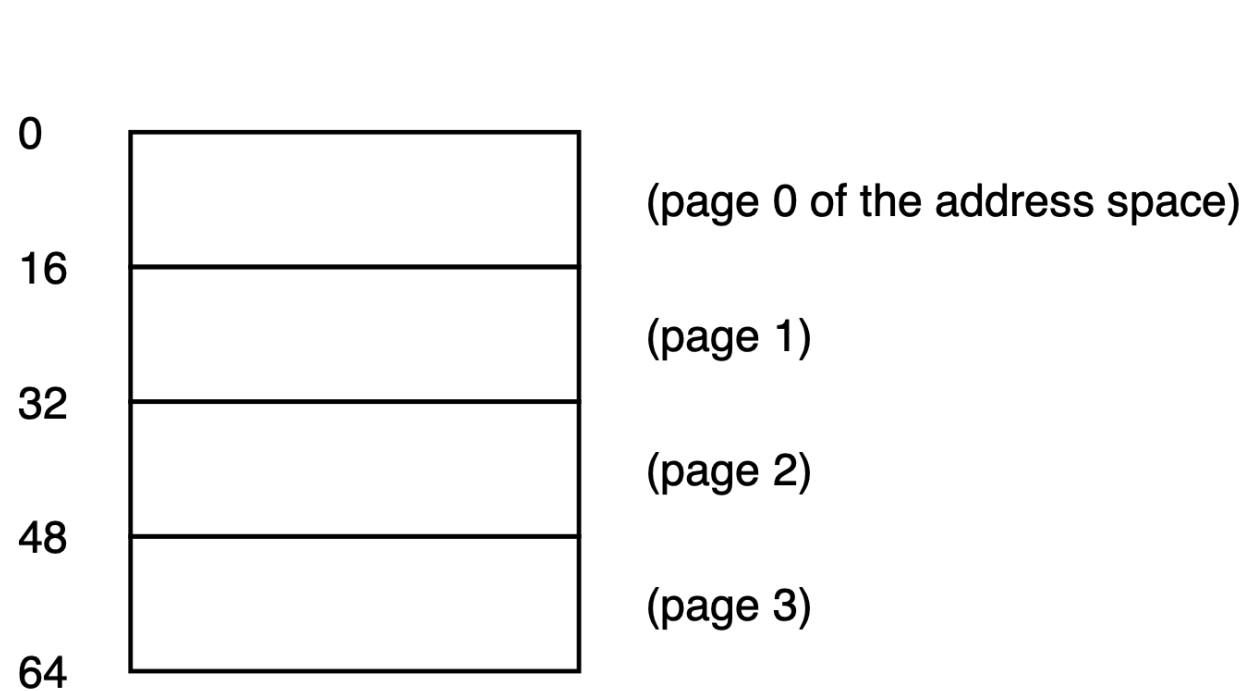 0
(page 0 of the address space)
16
(page 1)
32
(page 2)
48
(page 3)
64